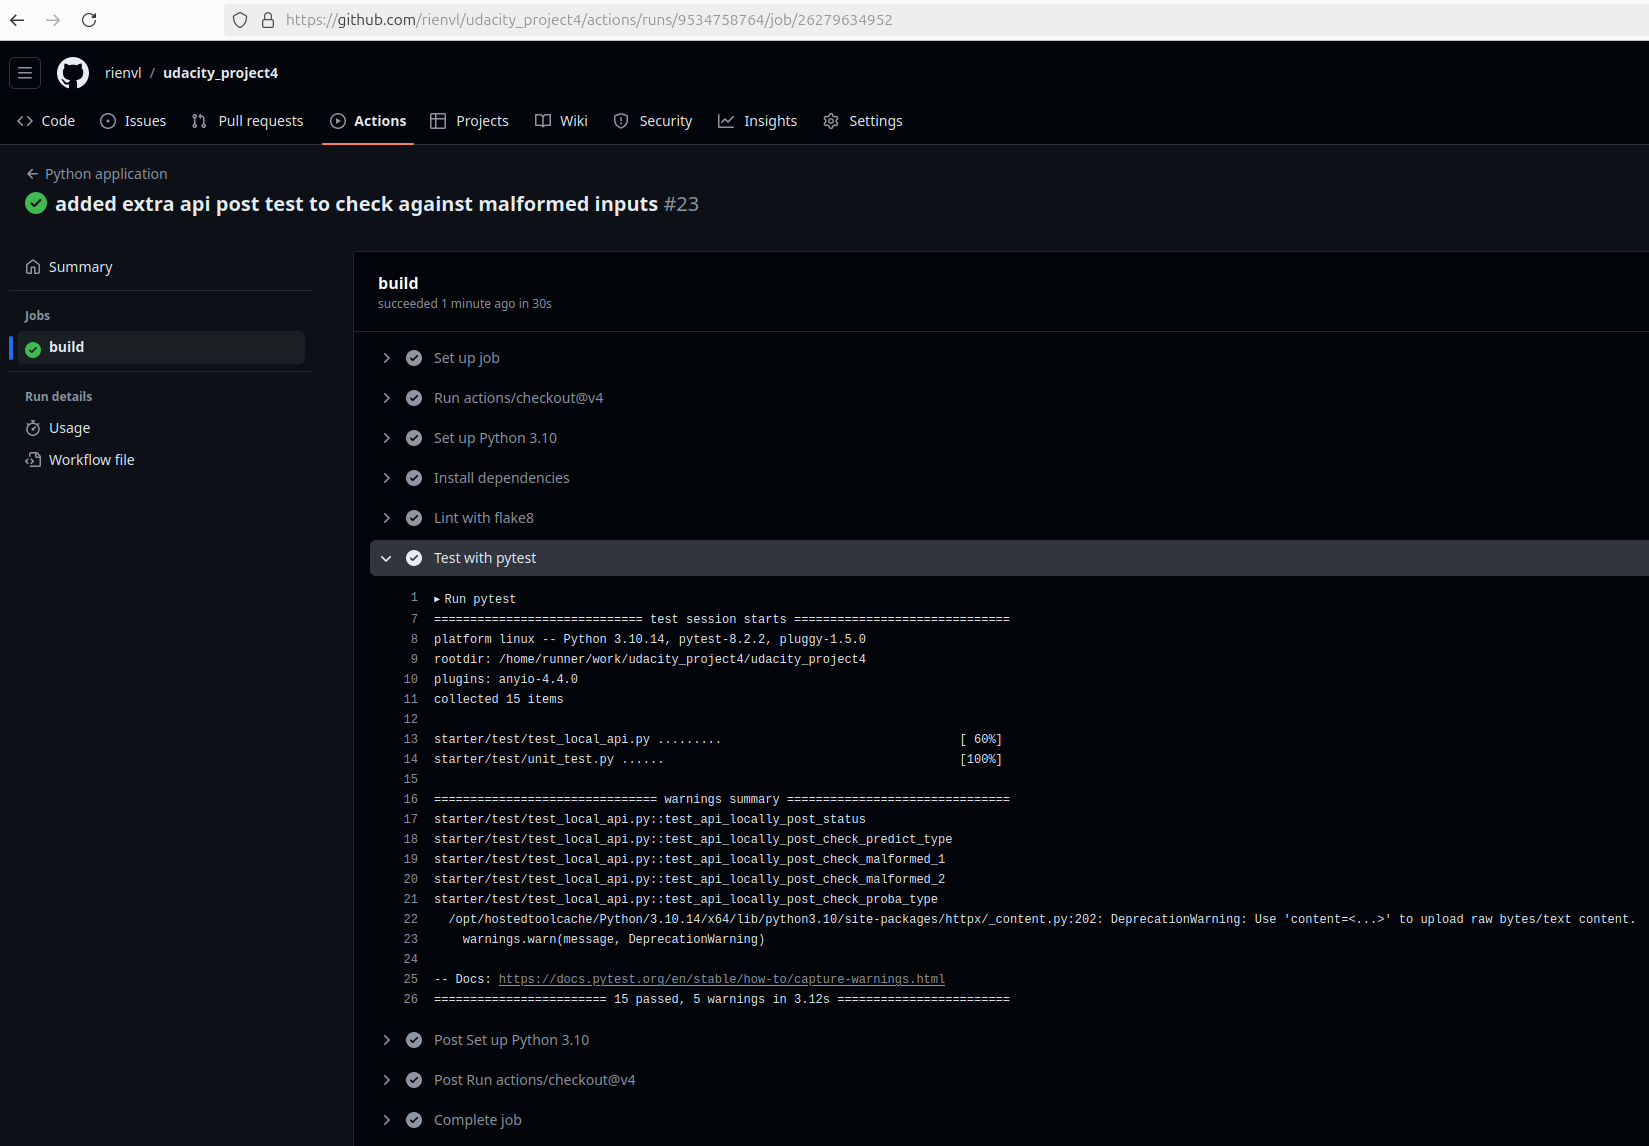 https://github.com/rienvl/udacity_project4/actions/runs/9534758764/job/26279634952
rienvl / udacity_project4
Code Issues Pull requests Actions Projects Wiki Security Insights Settings
Python application
added extra api post test to check against malformed inputs #23
Summary
Jobs
build
Run details
Usage
Workflow file
build
succeeded 1 minute ago in 30s
Set up job
Run actions/checkout@v4
Set up Python 3.10
Install dependencies
Lint with flake8
Test with pytest
1 Run pytest
7 ============================= test session starts ==============================
8 platform linux -- Python 3.10.14, pytest-8.2.2, pluggy-1.5.0
9 rootdir: /home/runner/work/udacity_project4/udacity_project4
10 plugins: anyio-4.4.0
11 collected 15 items
12
13 starter/test/test_local_api.py ......... [ 60%]
14 starter/test/unit_test.py ...... [100%]
15
16 =============================== warnings summary ===============================
17 starter/test/test_local_api.py::test_api_locally_post_status
18 starter/test/test_local_api.py::test_api_locally_post_check_predict_type
19 starter/test/test_local_api.py::test_api_locally_post_check_malformed_1
20 starter/test/test_local_api.py::test_api_locally_post_check_malformed_2
21 starter/test/test_local_api.py::test_api_locally_post_check_proba_type
22 /opt/hostedtoolcache/Python/3.10.14/x64/lib/python3.10/site-packages/httpx/_content.py:202: DeprecationWarning: Use 'content=<...>' to upload raw bytes/text content.
23 warnings.warn(message, DeprecationWarning)
24
25 -- Docs: https://docs.pytest.org/en/stable/how-to/capture-warnings.html
26 ======================== 15 passed, 5 warnings in 3.12s ========================
Post Set up Python 3.10
Post Run actions/checkout@v4
Complete job